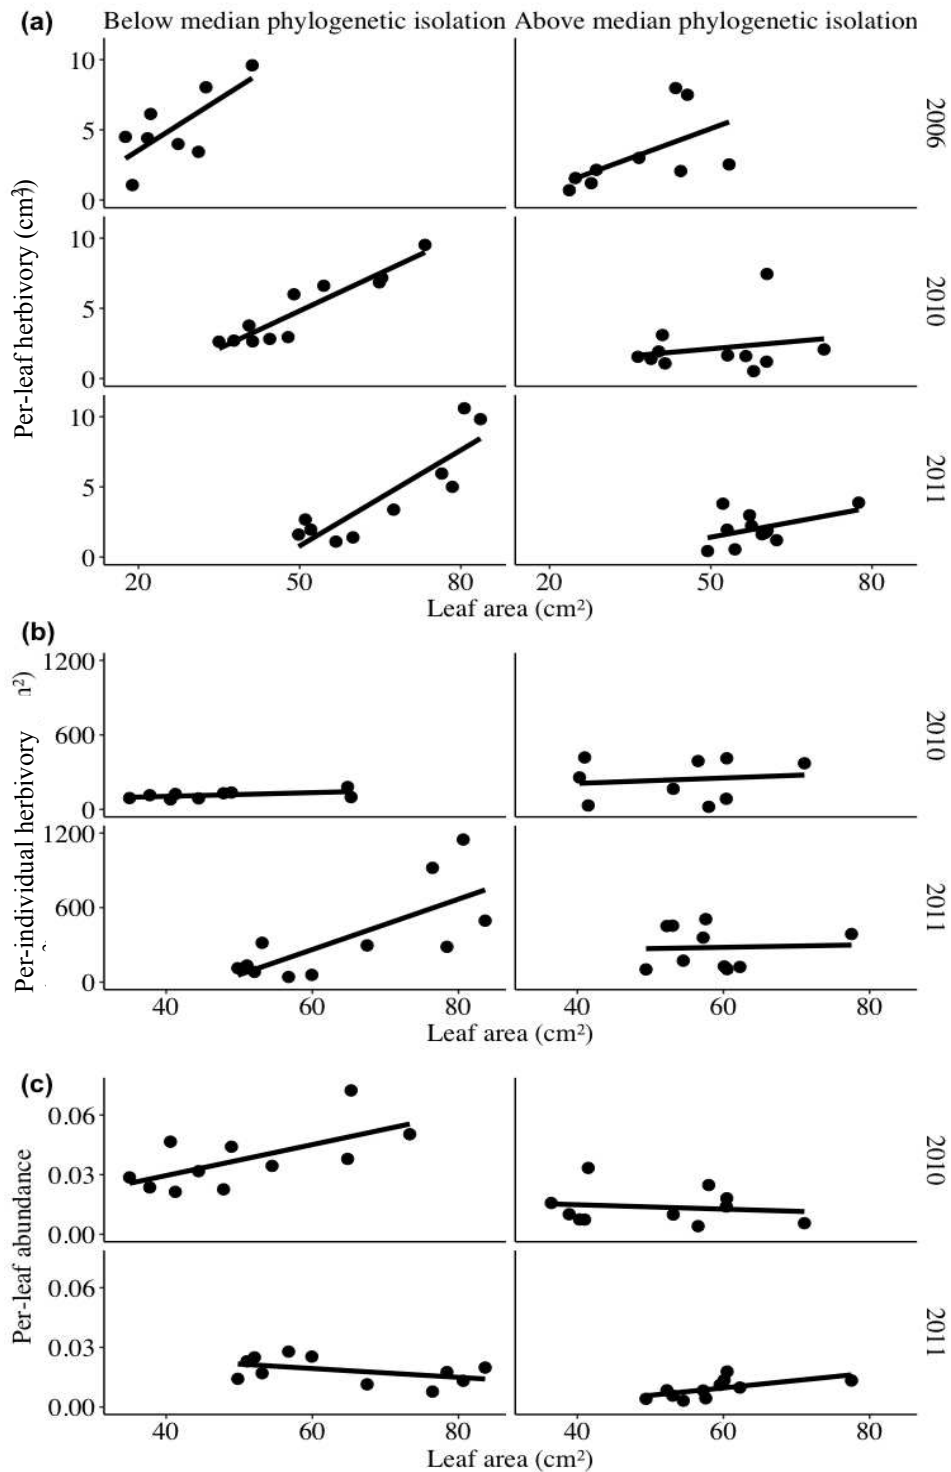 (a)
Below median phylogenetic isolation Above median phylogenetic isolation
Per-leaf herbivory (cm²)
10
5
0
2006
10
5
0
2010
10
5
0
2011
20 50 80 20 50 80
Leaf area (cm²)
(b)
Per-individual herbivory
1200
600
0
2010
1200
600
0
2011
40 60 80 40 60 80
Leaf area (cm²)
(c)
Per-leaf abundance
0.06
0.03
0.00
2010
0.06
0.03
0.00
2011
40 60 80 40 60 80
Leaf area (cm²)